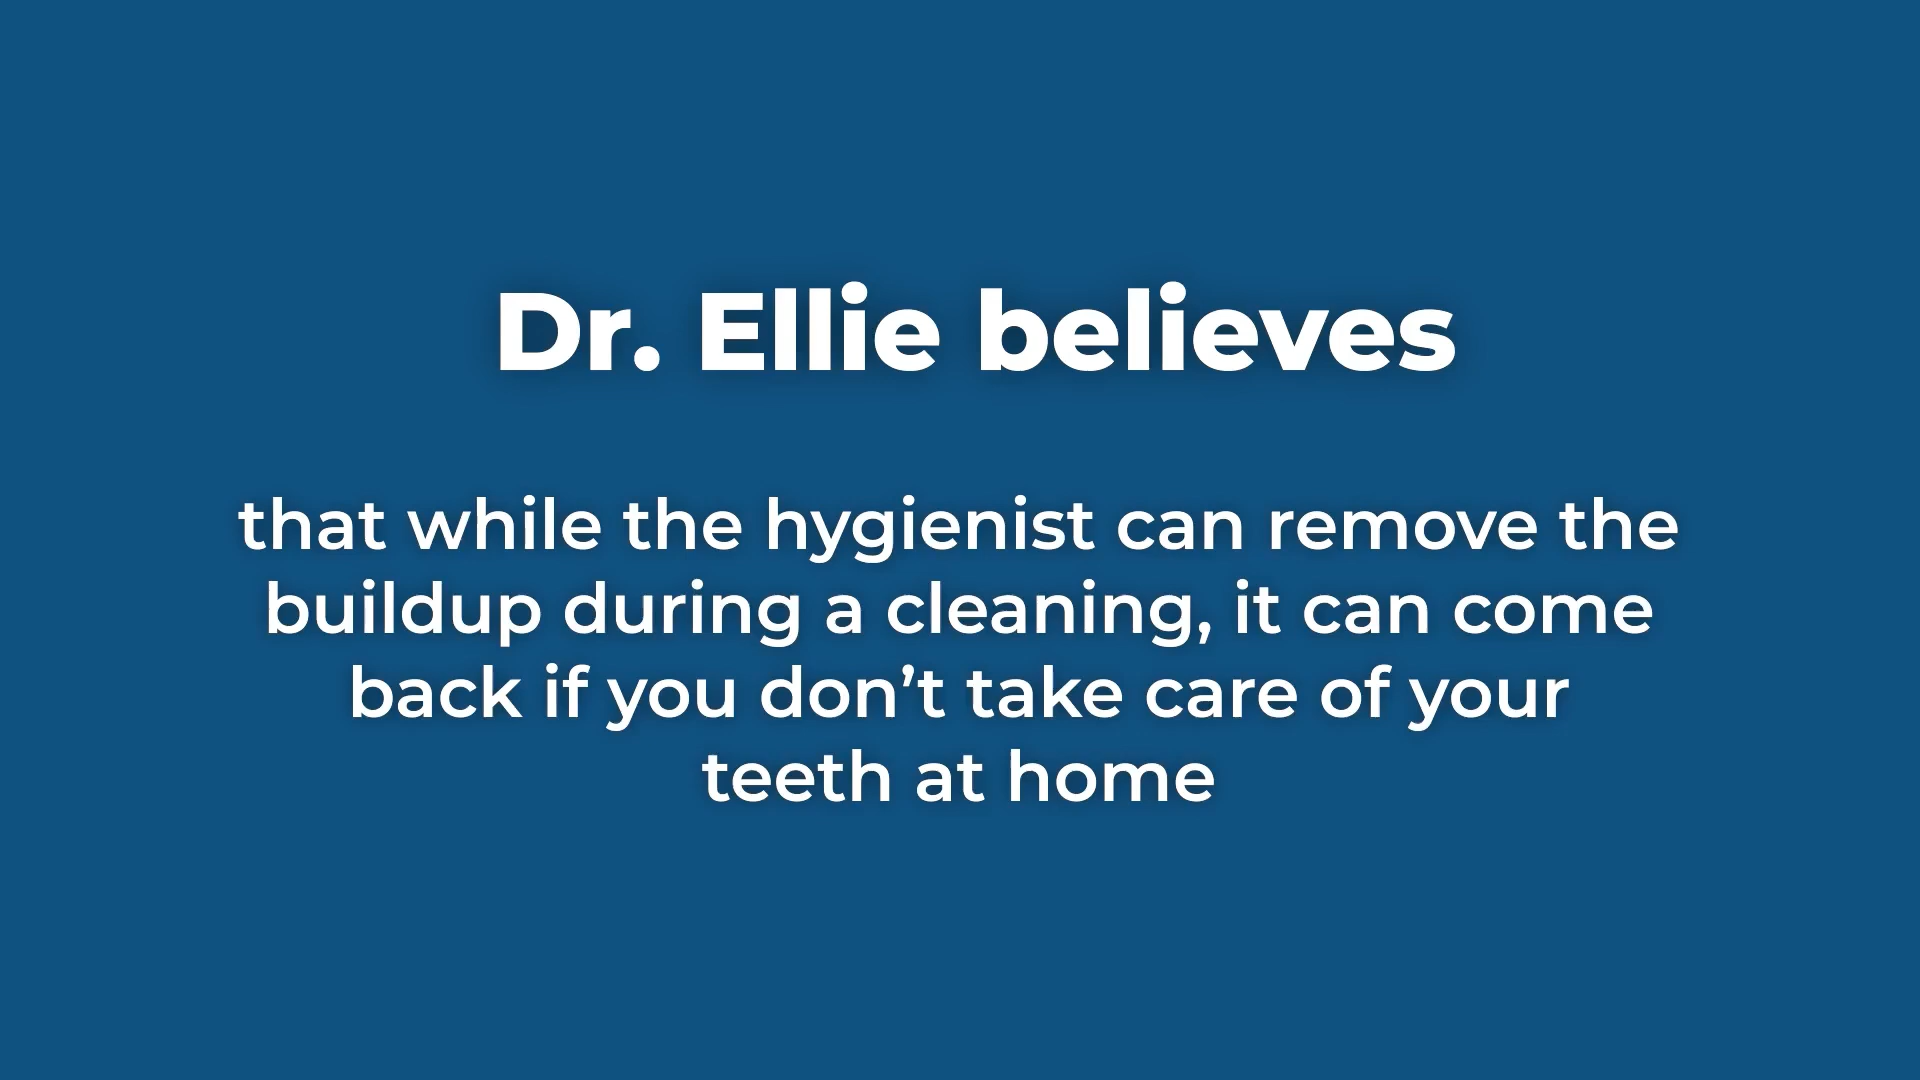 Dr. Ellie believes
that while the hygienist can remove the
buildup during a cleaning, it can come
back if you don’t take care of your
teeth at home